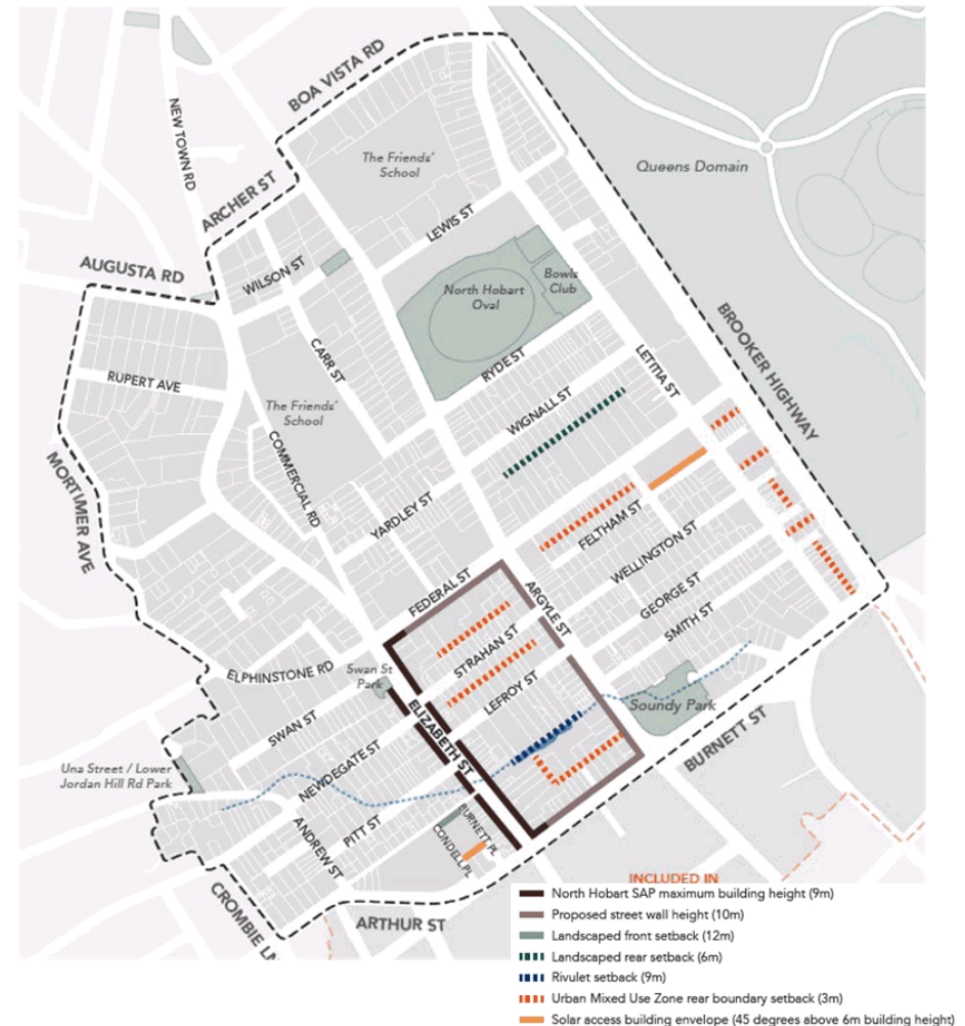 BOA VISTA RD
NEW TOWN RD
The Friends'
School
Queens Domain
ARCHER ST
LEWIS ST
AUGUSTA RD
WILSON ST
North Hobart
Oval
Bowls
Club
BROOKER HIGHWAY
CARR ST
RYDE ST
LETITIA ST
RUPERT AVE
WIGNALL ST
The Friends'
School
COMMERCIAL RD
MORTIMER AVE
YARDLEY ST
FELTHAM ST
WELLINGTON ST
FEDERAL ST
ARGYLE ST
GEORGE ST
SMITH ST
STRAHAN ST
ELPHINSTONE RD
Swan St
Park
LEFROY ST
Soundy Park
SWAN ST
ELIZABETH ST
BURNETT ST
Una Street / Lower
Jordan Hill Rd Park
NEWDEGATE ST
ANDREW ST
PITT ST
BURNETT PL
CONDELL PL
CROMBIE LN
ARTHUR ST
INCLUDED IN
North Hobart SAP maximum building height (9m)
Proposed street wall height (10m)
Landscaped front setback (12m)
Landscaped rear setback (6m)
Rivulet setback (9m)
Urban Mixed Use Zone rear boundary setback (3m)
Solar access building envelope (45 degrees above 6m building height)